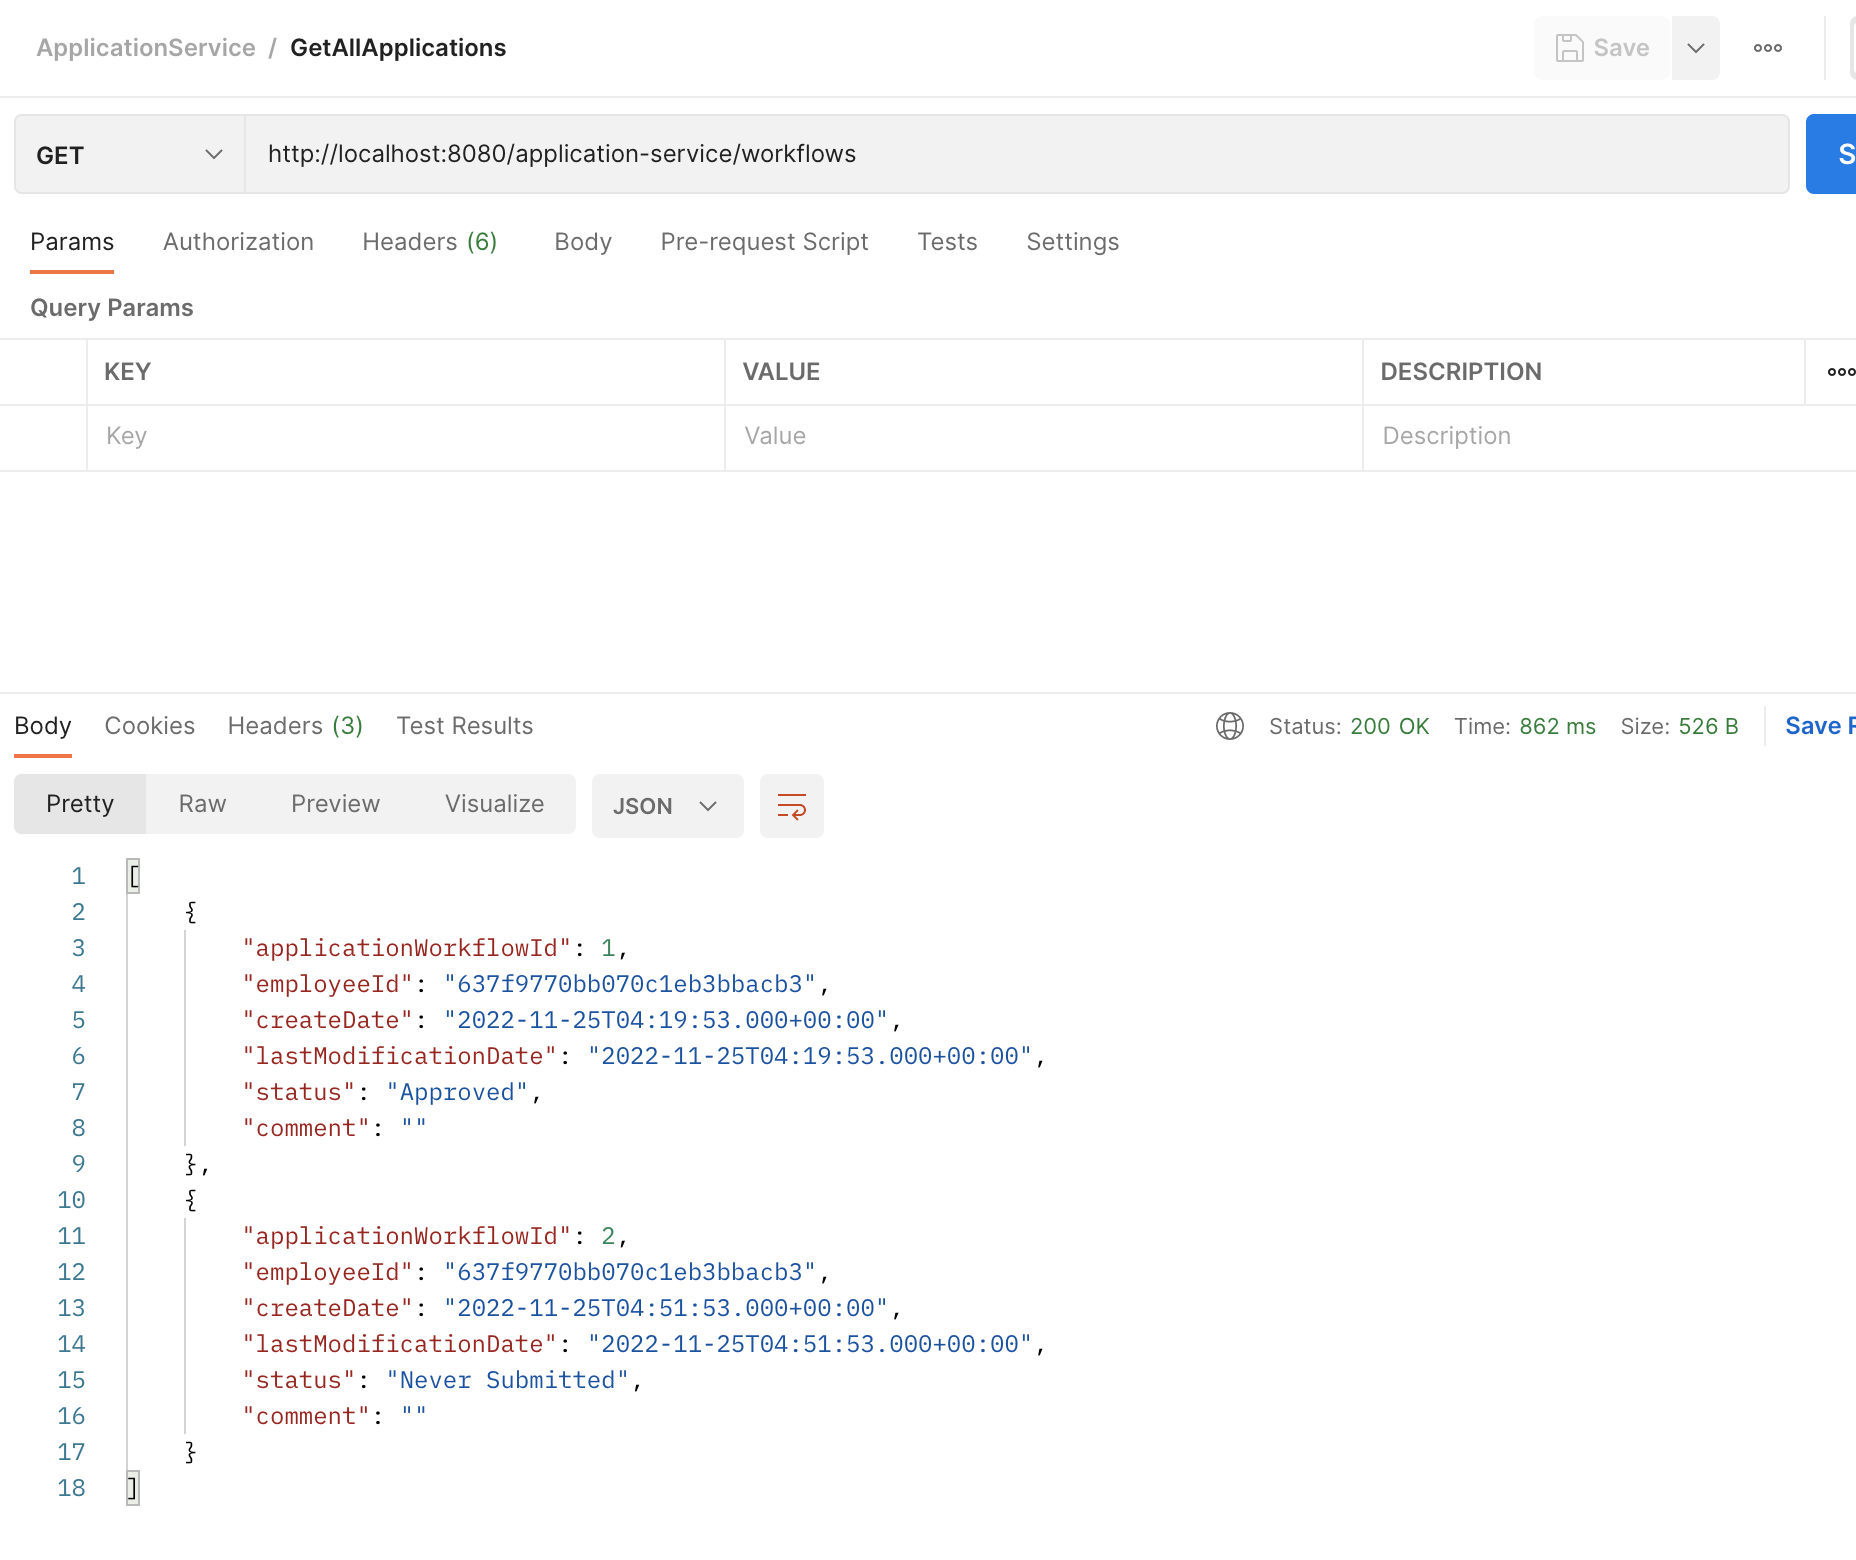 ApplicationService / GetAllApplications
Save
GET
http://localhost:8080/application-service/workflows
S
Params Authorization Headers (6) Body Pre-request Script Tests Settings
Query Params
KEY VALUE DESCRIPTION
Key Value Description
Body Cookies Headers (3) Test Results Status: 200 OK Time: 862 ms Size: 526 B Save
Pretty Raw Preview Visualize JSON
1 [
2 {
3 "applicationWorkflowId": 1,
4 "employeeId": "637f9770bb070c1eb3bbacb3",
5 "createDate": "2022-11-25T04:19:53.000+00:00",
6 "lastModificationDate": "2022-11-25T04:19:53.000+00:00",
7 "status": "Approved",
8 "comment": ""
9 },
10 {
11 "applicationWorkflowId": 2,
12 "employeeId": "637f9770bb070c1eb3bbacb3",
13 "createDate": "2022-11-25T04:51:53.000+00:00",
14 "lastModificationDate": "2022-11-25T04:51:53.000+00:00",
15 "status": "Never Submitted",
16 "comment": ""
17 }
18 ]